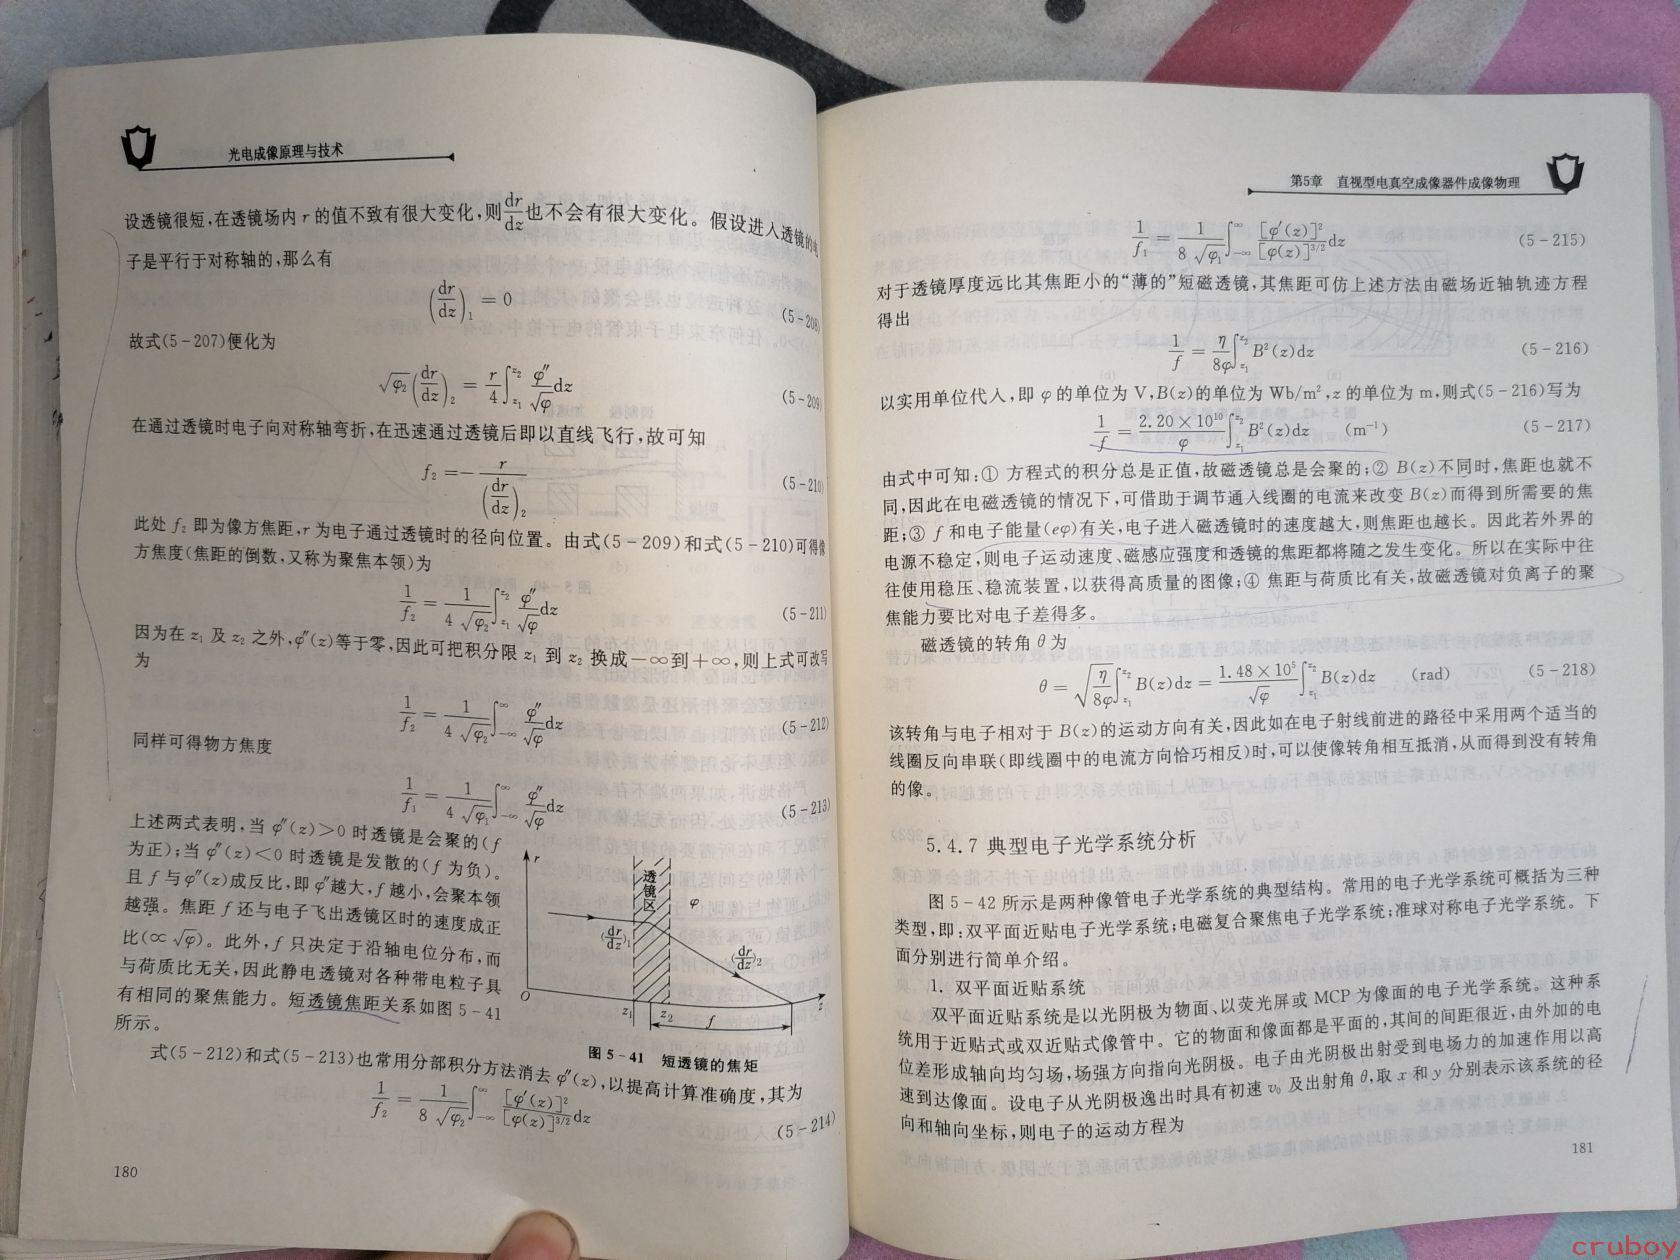 光电成像原理与技术
设透镜很短,在透镜场内 r 的值不致有很大变化,则dr/dz也不会有很大变化。假设进入透镜的电
子是平行于对称轴的,那么有
(dr/dz)₁ = 0 (5-208)
故式(5-207)便化为
√φ₂(dr/dz)₂ = r/4 ∫_{z₁}^{z₂} φ″/√φ dz (5-209)
在通过透镜时电子向对称轴弯折,在迅速通过透镜后即以直线飞行,故可知
f₂ = − r/(dr/dz)₂ (5-210)
此处 f₂ 即为像方焦距,r 为电子通过透镜时的径向位置。由式(5-209)和式(5-210)可得像
方焦度(焦距的倒数,又称为聚焦本领)为
1/f₂ = 1/(4√φ₂) ∫_{z₁}^{z₂} φ″/√φ dz (5-211)
因为在 z₁ 及 z₂ 之外,φ″(z)等于零,因此可把积分限 z₁ 到 z₂ 换成−∞到+∞,则上式可改写
为
1/f₂ = 1/(4√φ₂) ∫_{−∞}^{∞} φ″/√φ dz (5-212)
同样可得物方焦度
1/f₁ = 1/(4√φ₁) ∫_{−∞}^{∞} φ″/√φ dz (5-213)
上述两式表明,当 φ″(z)>0 时透镜是会聚的(f
为正);当 φ″(z)<0 时透镜是发散的(f 为负)。
且 f 与φ″(z)成反比,即 φ″越大,f 越小,会聚本领
越强。焦距 f 还与电子飞出透镜区时的速度成正
比(∝ √φ)。此外,f 只决定于沿轴电位分布,而
与荷质比无关,因此静电透镜对各种带电粒子具
有相同的聚焦能力。短透镜焦距关系如图 5-41
所示。
r
透镜区
φ
(dr/dz)₁
(dr/dz)₂
O
z₁
z₂
f
z
图 5-41 短透镜的焦矩
式(5-212)和式(5-213)也常用分部积分方法消去 φ″(z),以提高计算准确度,其为
1/f₂ = 1/(8√φ₂) ∫_{−∞}^{∞} [φ′(z)]²/[φ(z)]^{3/2} dz (5-214)
180
第5章 直视型电真空成像器件成像物理
1/f₁ = 1/(8√φ₁) ∫_{−∞}^{∞} [φ′(z)]²/[φ(z)]^{3/2} dz (5-215)
对于透镜厚度远比其焦距小的“薄的”短磁透镜,其焦距可仿上述方法由磁场近轴轨迹方程
得出
1/f = η/8φ ∫_{z₁}^{z₂} B²(z)dz (5-216)
以实用单位代入,即 φ 的单位为 V,B(z)的单位为 Wb/m²,z 的单位为 m,则式(5-216)写为
1/f = 2.20×10¹⁰/φ ∫_{z₁}^{z₂} B²(z)dz (m⁻¹) (5-217)
由式中可知:① 方程式的积分总是正值,故磁透镜总是会聚的;② B(z)不同时,焦距也就不
同,因此在电磁透镜的情况下,可借助于调节通入线圈的电流来改变 B(z)而得到所需要的焦
距;③ f 和电子能量(eφ)有关,电子进入磁透镜时的速度越大,则焦距也越长。因此若外界的
电源不稳定,则电子运动速度、磁感应强度和透镜的焦距都将随之发生变化。所以在实际中往
往使用稳压、稳流装置,以获得高质量的图像;④ 焦距与荷质比有关,故磁透镜对负离子的聚
焦能力要比对电子差得多。
磁透镜的转角 θ 为
θ = √(η/8φ) ∫_{z₁}^{z₂} B(z)dz = 1.48×10⁵/√φ ∫_{z₁}^{z₂} B(z)dz (rad) (5-218)
该转角与电子相对于 B(z)的运动方向有关,因此如在电子射线前进的路径中采用两个适当的
线圈反向串联(即线圈中的电流方向恰巧相反)时,可以使像转角相互抵消,从而得到没有转角
的像。
5.4.7 典型电子光学系统分析
图 5-42 所示是两种像管电子光学系统的典型结构。常用的电子光学系统可概括为三种
类型,即:双平面近贴电子光学系统;电磁复合聚焦电子光学系统;准球对称电子光学系统。下
面分别进行简单介绍。
1. 双平面近贴系统
双平面近贴系统是以光阴极为物面、以荧光屏或 MCP 为像面的电子光学系统。这种系
统用于近贴式或双近贴式像管中。它的物面和像面都是平面的,其间的间距很近,由外加的电
位差形成轴向均匀场,场强方向指向光阴极。电子由光阴极出射受到电场力的加速作用以高
速到达像面。设电子从光阴极逸出时具有初速 v₀ 及出射角 θ,取 x 和 y 分别表示该系统的径
向和轴向坐标,则电子的运动方程为
181
cruboy